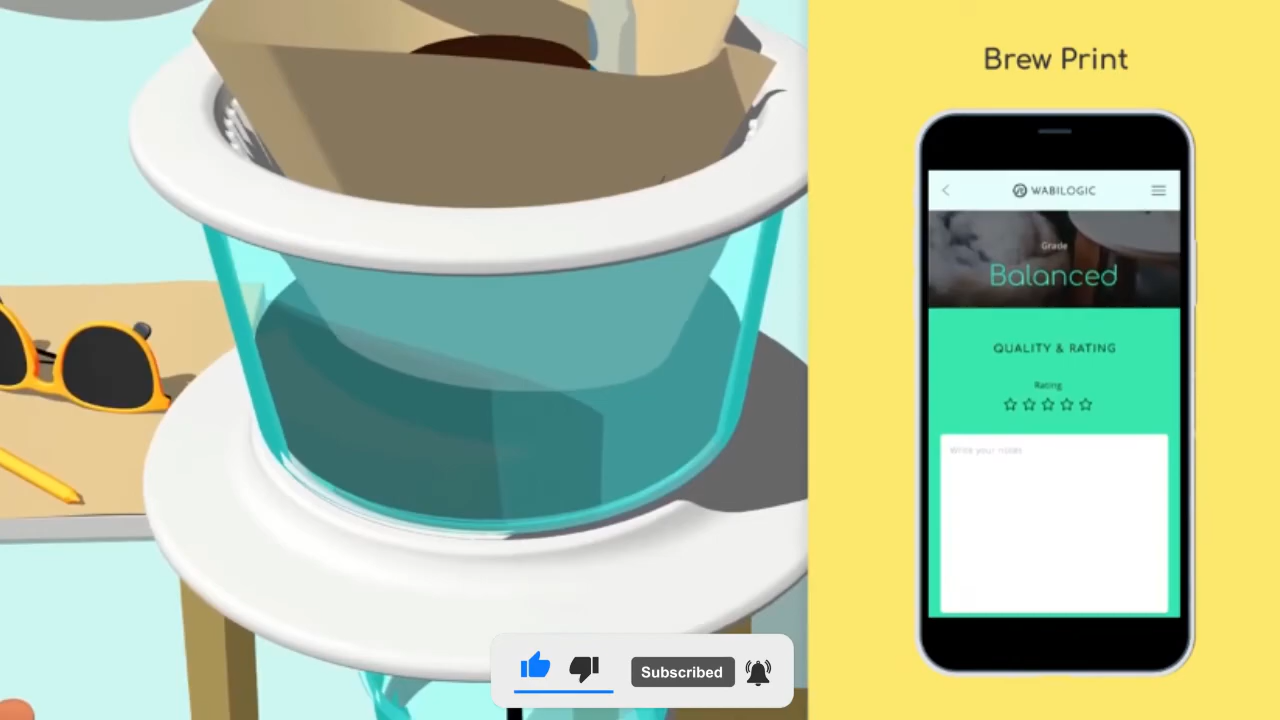 Brew Print
WABILOGIC
Grade
Balanced
QUALITY & RATING
Rating
Write your notes
Subscribed